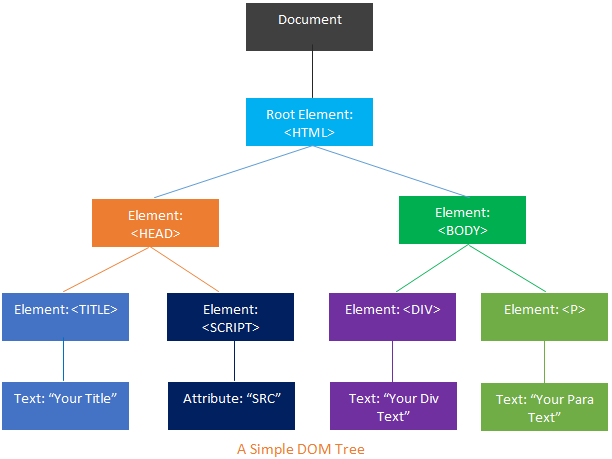 Document
Root Element:
<HTML>
Element:
<HEAD>
Element:
<BODY>
Element: <TITLE>
Element:
<SCRIPT>
Element: <DIV>
Element: <P>
Text: “Your Title”
Attribute: “SRC”
Text: “Your Div
Text”
Text: “Your Para
Text”
A Simple DOM Tree